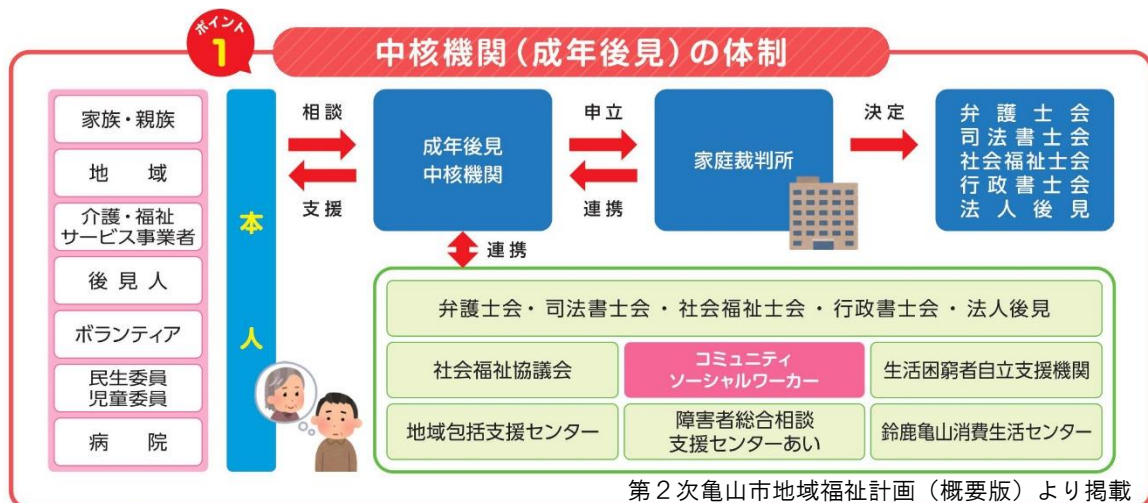 ポイント
1
中核機関(成年後見)の体制
家族・親族
地域
介護・福祉
サービス事業者
後見人
ボランティア
民生委員
児童委員
病院
本人
相談
支援
成年後見
中核機関
申立
連携
家庭裁判所
決定
弁護士会
司法書士会
社会福祉士会
行政書士会
法人後見
連携
弁護士会・司法書士会・社会福祉士会・行政書士会・法人後見
社会福祉協議会
コミュニティ
ソーシャルワーカー
生活困窮者自立支援機関
地域包括支援センター
障害者総合相談
支援センターあい
鈴鹿亀山消費生活センター
第2次亀山市地域福祉計画(概要版)より掲載